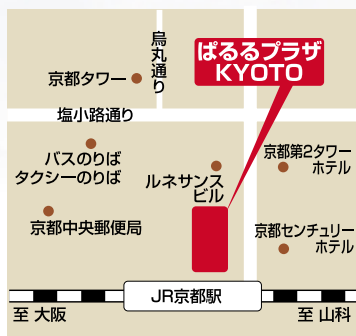 烏丸通り
ぱるるプラザ
KYOTO
京都タワー
塩小路通り
バスのりば
タクシーのりば
ルネサンス
ビル
京都第2タワー
ホテル
京都中央郵便局
京都センチュリー
ホテル
JR京都駅
至 大阪
至 山科